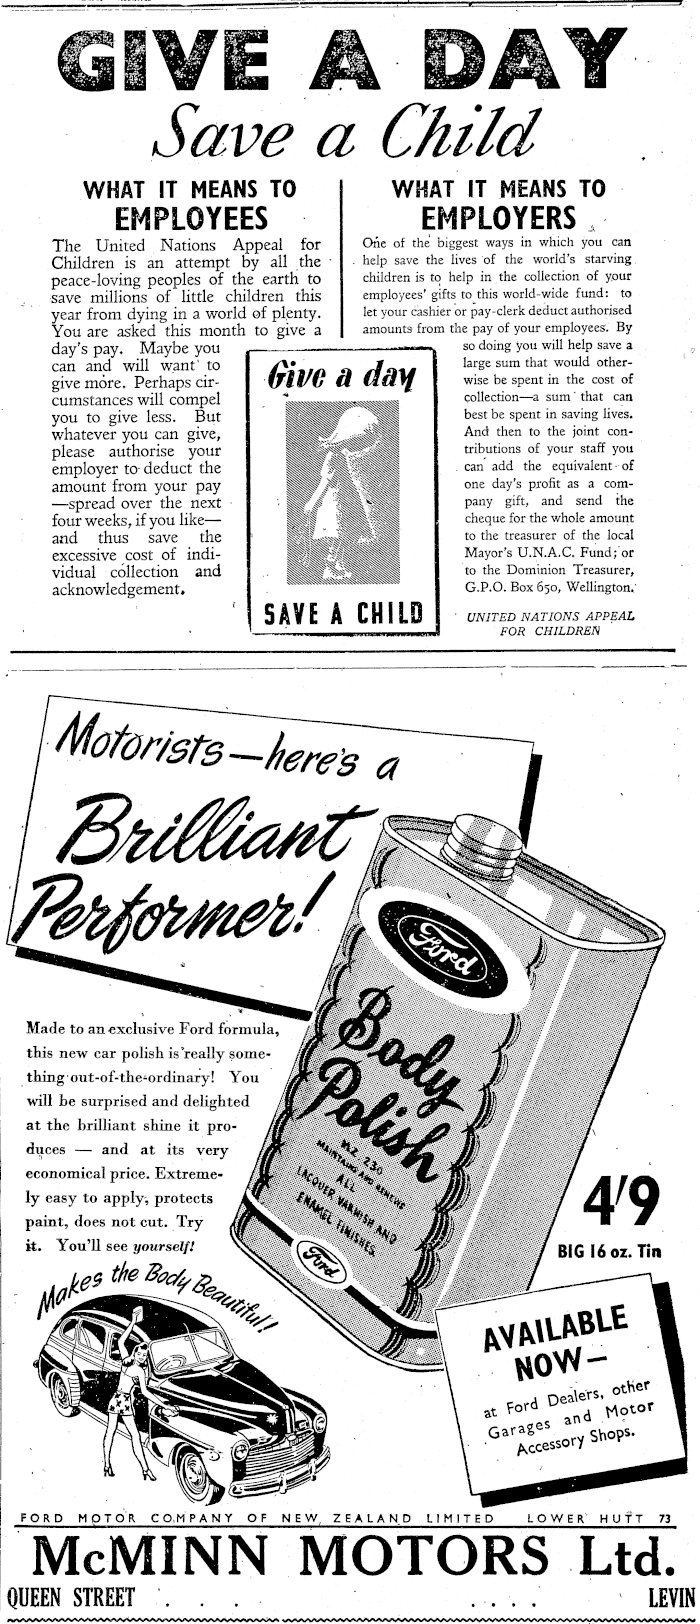 GIVE A DAY
Save a Child
WHAT IT MEANS TO
EMPLOYEES
The United Nations Appeal for
Children is an attempt by all the
peace-loving peoples of the earth to
save millions of little children this
year from dying in a world of plenty.
You are asked this month to give a
day's pay. Maybe you
can and will want to
give more. Perhaps cir-
cumstances will compel
you to give less. But
whatever you can give,
please authorise your
employer to deduct the
amount from your pay
—spread over the next
four weeks, if you like—
and thus save the
excessive cost of indi-
vidual collection and
acknowledgement.
WHAT IT MEANS TO
EMPLOYERS
One of the biggest ways in which you can
help save the lives of the world's starving
children is to help in the collection of your
employees' gifts to this world-wide fund: to
let your cashier or pay-clerk deduct authorised
amounts from the pay of your employees. By
so doing you will help save a
large sum that would other-
wise be spent in the cost of
collection—a sum that can
best be spent in saving lives.
And then to the joint con-
tributions of your staff you
can add the equivalent of
one day's profit as a com-
pany gift, and send the
cheque for the whole amount
to the treasurer of the local
Mayor's U.N.A.C. Fund; or
to the Dominion Treasurer,
G.P.O. Box 650, Wellington.
UNITED NATIONS APPEAL
FOR CHILDREN
Give a day
SAVE A CHILD
Motorists—here's a
Brilliant
Performer!
Ford
Body
Polish
NZ 230
MAINTAINS AND RENEWS
ALL
LACQUER VARNISH AND
ENAMEL FINISHES
Ford
Made to an exclusive Ford formula,
this new car polish is really some-
thing out-of-the-ordinary! You
will be surprised and delighted
at the brilliant shine it pro-
duces — and at its very
economical price. Extreme-
ly easy to apply, protects
paint, does not cut. Try
it. You'll see yourself!
4'9
BIG 16 oz. Tin
Makes the Body Beautiful!
AVAILABLE
NOW—
at Ford Dealers, other
Garages and Motor
Accessory Shops.
FORD MOTOR COMPANY OF NEW ZEALAND LIMITED LOWER HUTT 73
McMINN MOTORS Ltd.
QUEEN STREET . . . . . . . LEVIN